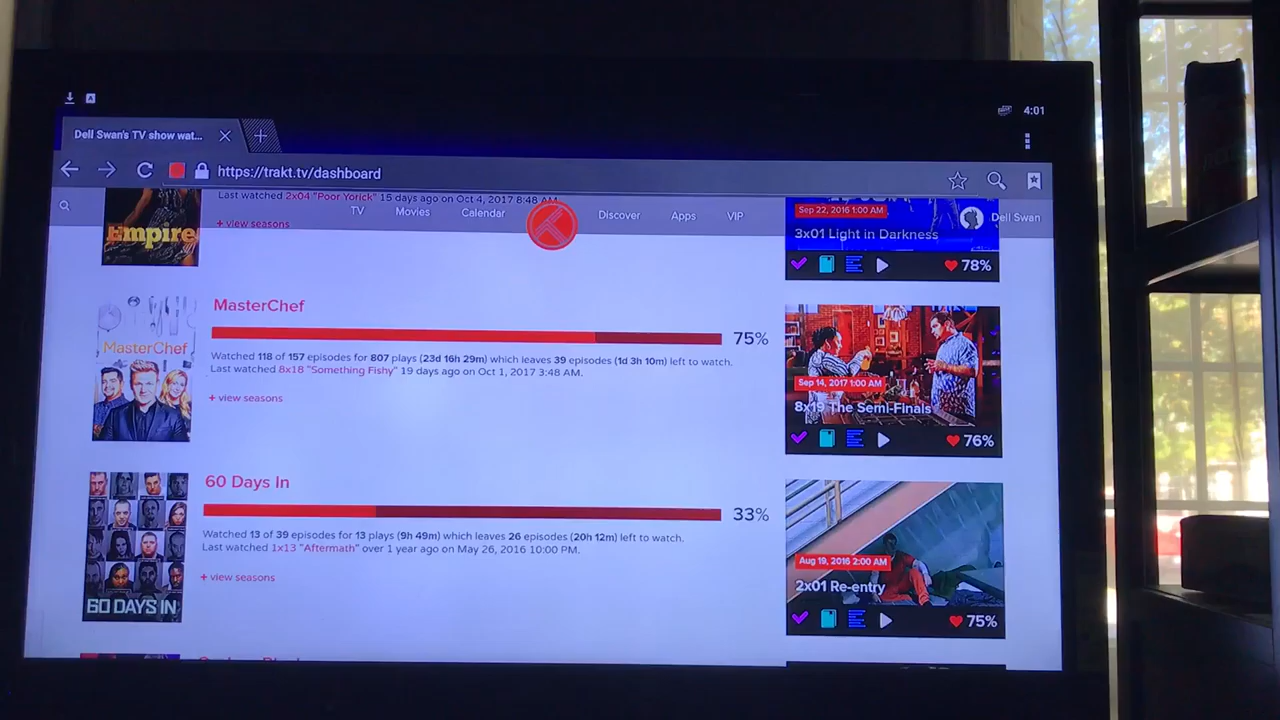 4:01
Dell Swan's TV show wat...
https://trakt.tv/dashboard
Last watched 2x04 "Poor Yorick" 15 days ago on Oct 4, 2017 8:48 AM
TV Movies Calendar Discover Apps VIP Dell Swan
+ view seasons
Empire
Sep 22, 2016 1:00 AM
3x01 Light in Darkness
78%
MasterChef
75%
Watched 118 of 157 episodes for 807 plays (23d 16h 29m) which leaves 39 episodes (1d 3h 10m) left to watch.
Last watched 8x18 "Something Fishy" 19 days ago on Oct 1, 2017 3:48 AM.
+ view seasons
MasterChef
Sep 14, 2017 1:00 AM
8x19 The Semi-Finals
76%
60 Days In
33%
Watched 13 of 39 episodes for 13 plays (9h 49m) which leaves 26 episodes (20h 12m) left to watch.
Last watched 1x13 "Aftermath" over 1 year ago on May 26, 2016 10:00 PM.
+ view seasons
60 DAYS IN
Aug 19, 2016 2:00 AM
2x01 Re-entry
75%